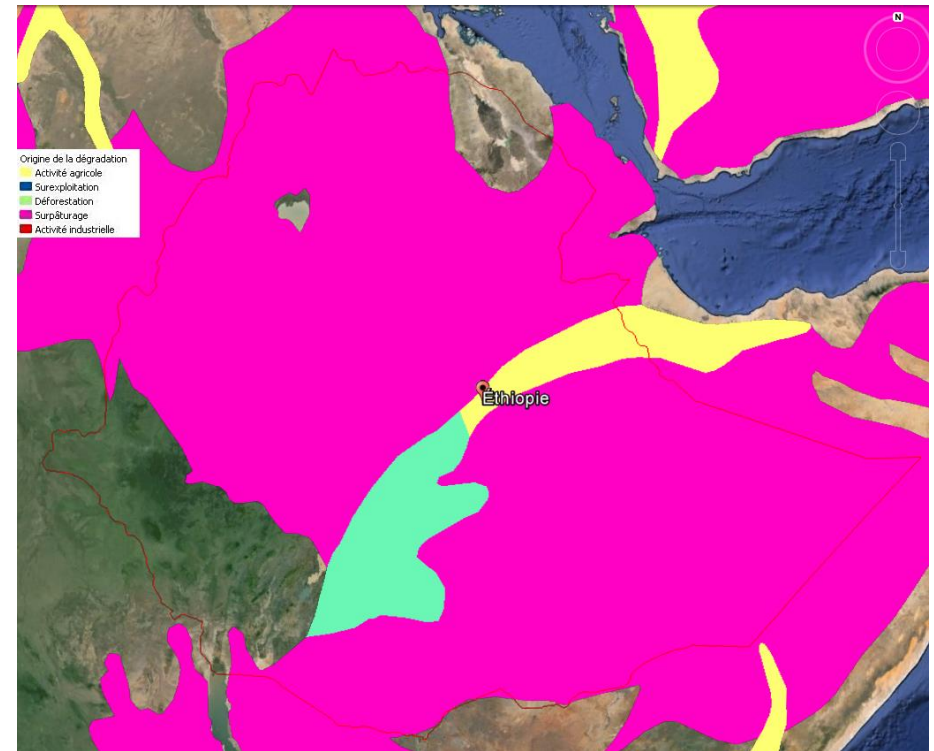 N
Origine de la dégradation
Activité agricole
Surexploitation
Déforestation
Surpâturage
Activité industrielle
Éthiopie